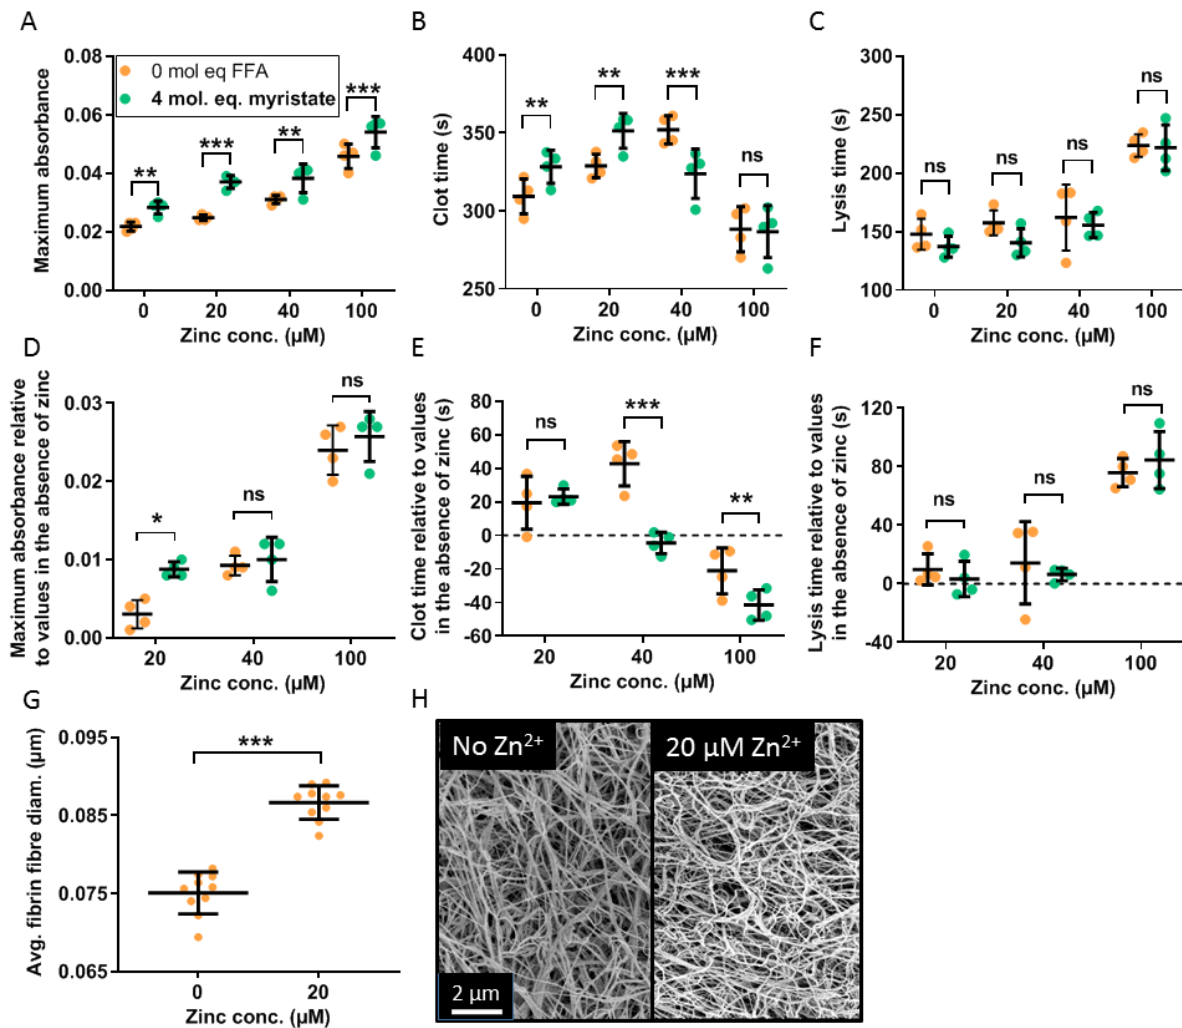 A
Maximum absorbance
0.08
0.06
0.04
0.02
0.00
0 mol eq FFA
4 mol. eq. myristate
**
***
**
***
0
20
40
100
Zinc conc. (µM)
B
Clot time (s)
400
350
300
250
**
**
***
ns
0
20
40
100
Zinc conc. (µM)
C
Lysis time (s)
300
250
200
150
100
ns
ns
ns
ns
0
20
40
100
Zinc conc. (µM)
D
Maximum absorbance relative
to values in the absence of zinc
0.03
0.02
0.01
0.00
*
ns
ns
20
40
100
Zinc conc. (µM)
E
Clot time relative to values
in the absence of zinc (s)
80
60
40
20
0
-20
-40
-60
ns
***
**
20
40
100
Zinc conc. (µM)
F
Lysis time relative to values
in the absence of zinc (s)
120
80
40
0
-40
ns
ns
ns
20
40
100
Zinc conc. (µM)
G
Avg. fibrin fibre diam. (µm)
0.095
0.085
0.075
0.065
***
0
20
Zinc conc. (µM)
H
No Zn²⁺
20 µM Zn²⁺
2 µm